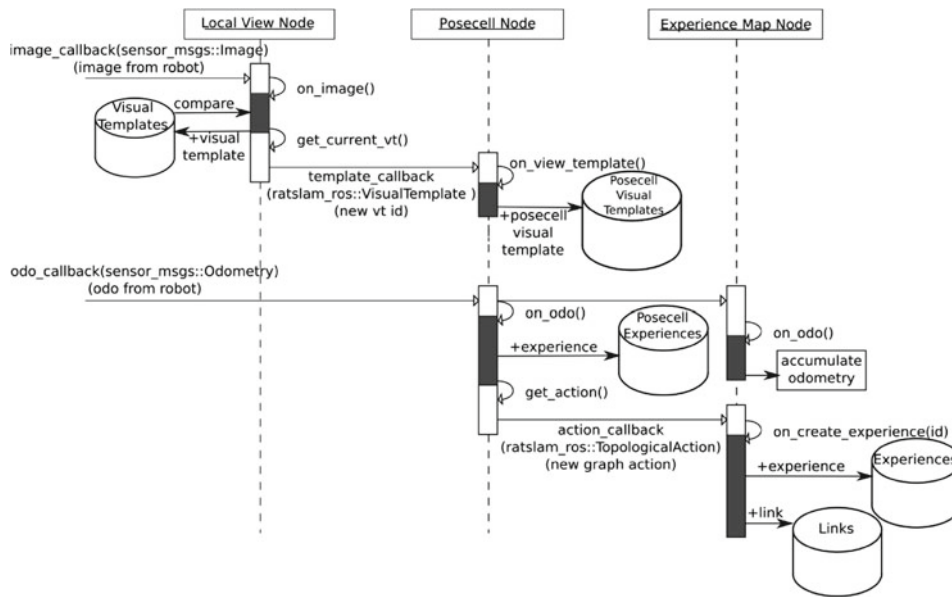 Local View Node
Posecell Node
Experience Map Node
image_callback(sensor_msgs::Image)
(image from robot)
on_image()
Visual
Templates
compare
+visual
template
get_current_vt()
template_callback
(ratslam_ros::VisualTemplate )
(new vt id)
on_view_template()
Posecell
Visual
Templates
+posecell
visual
template
odo_callback(sensor_msgs::Odometry)
(odo from robot)
on_odo()
Posecell
Experiences
+experience
on_odo()
accumulate
odometry
get_action()
action_callback
(ratslam_ros::TopologicalAction)
(new graph action)
on_create_experience(id)
+experience
Experiences
+link
Links